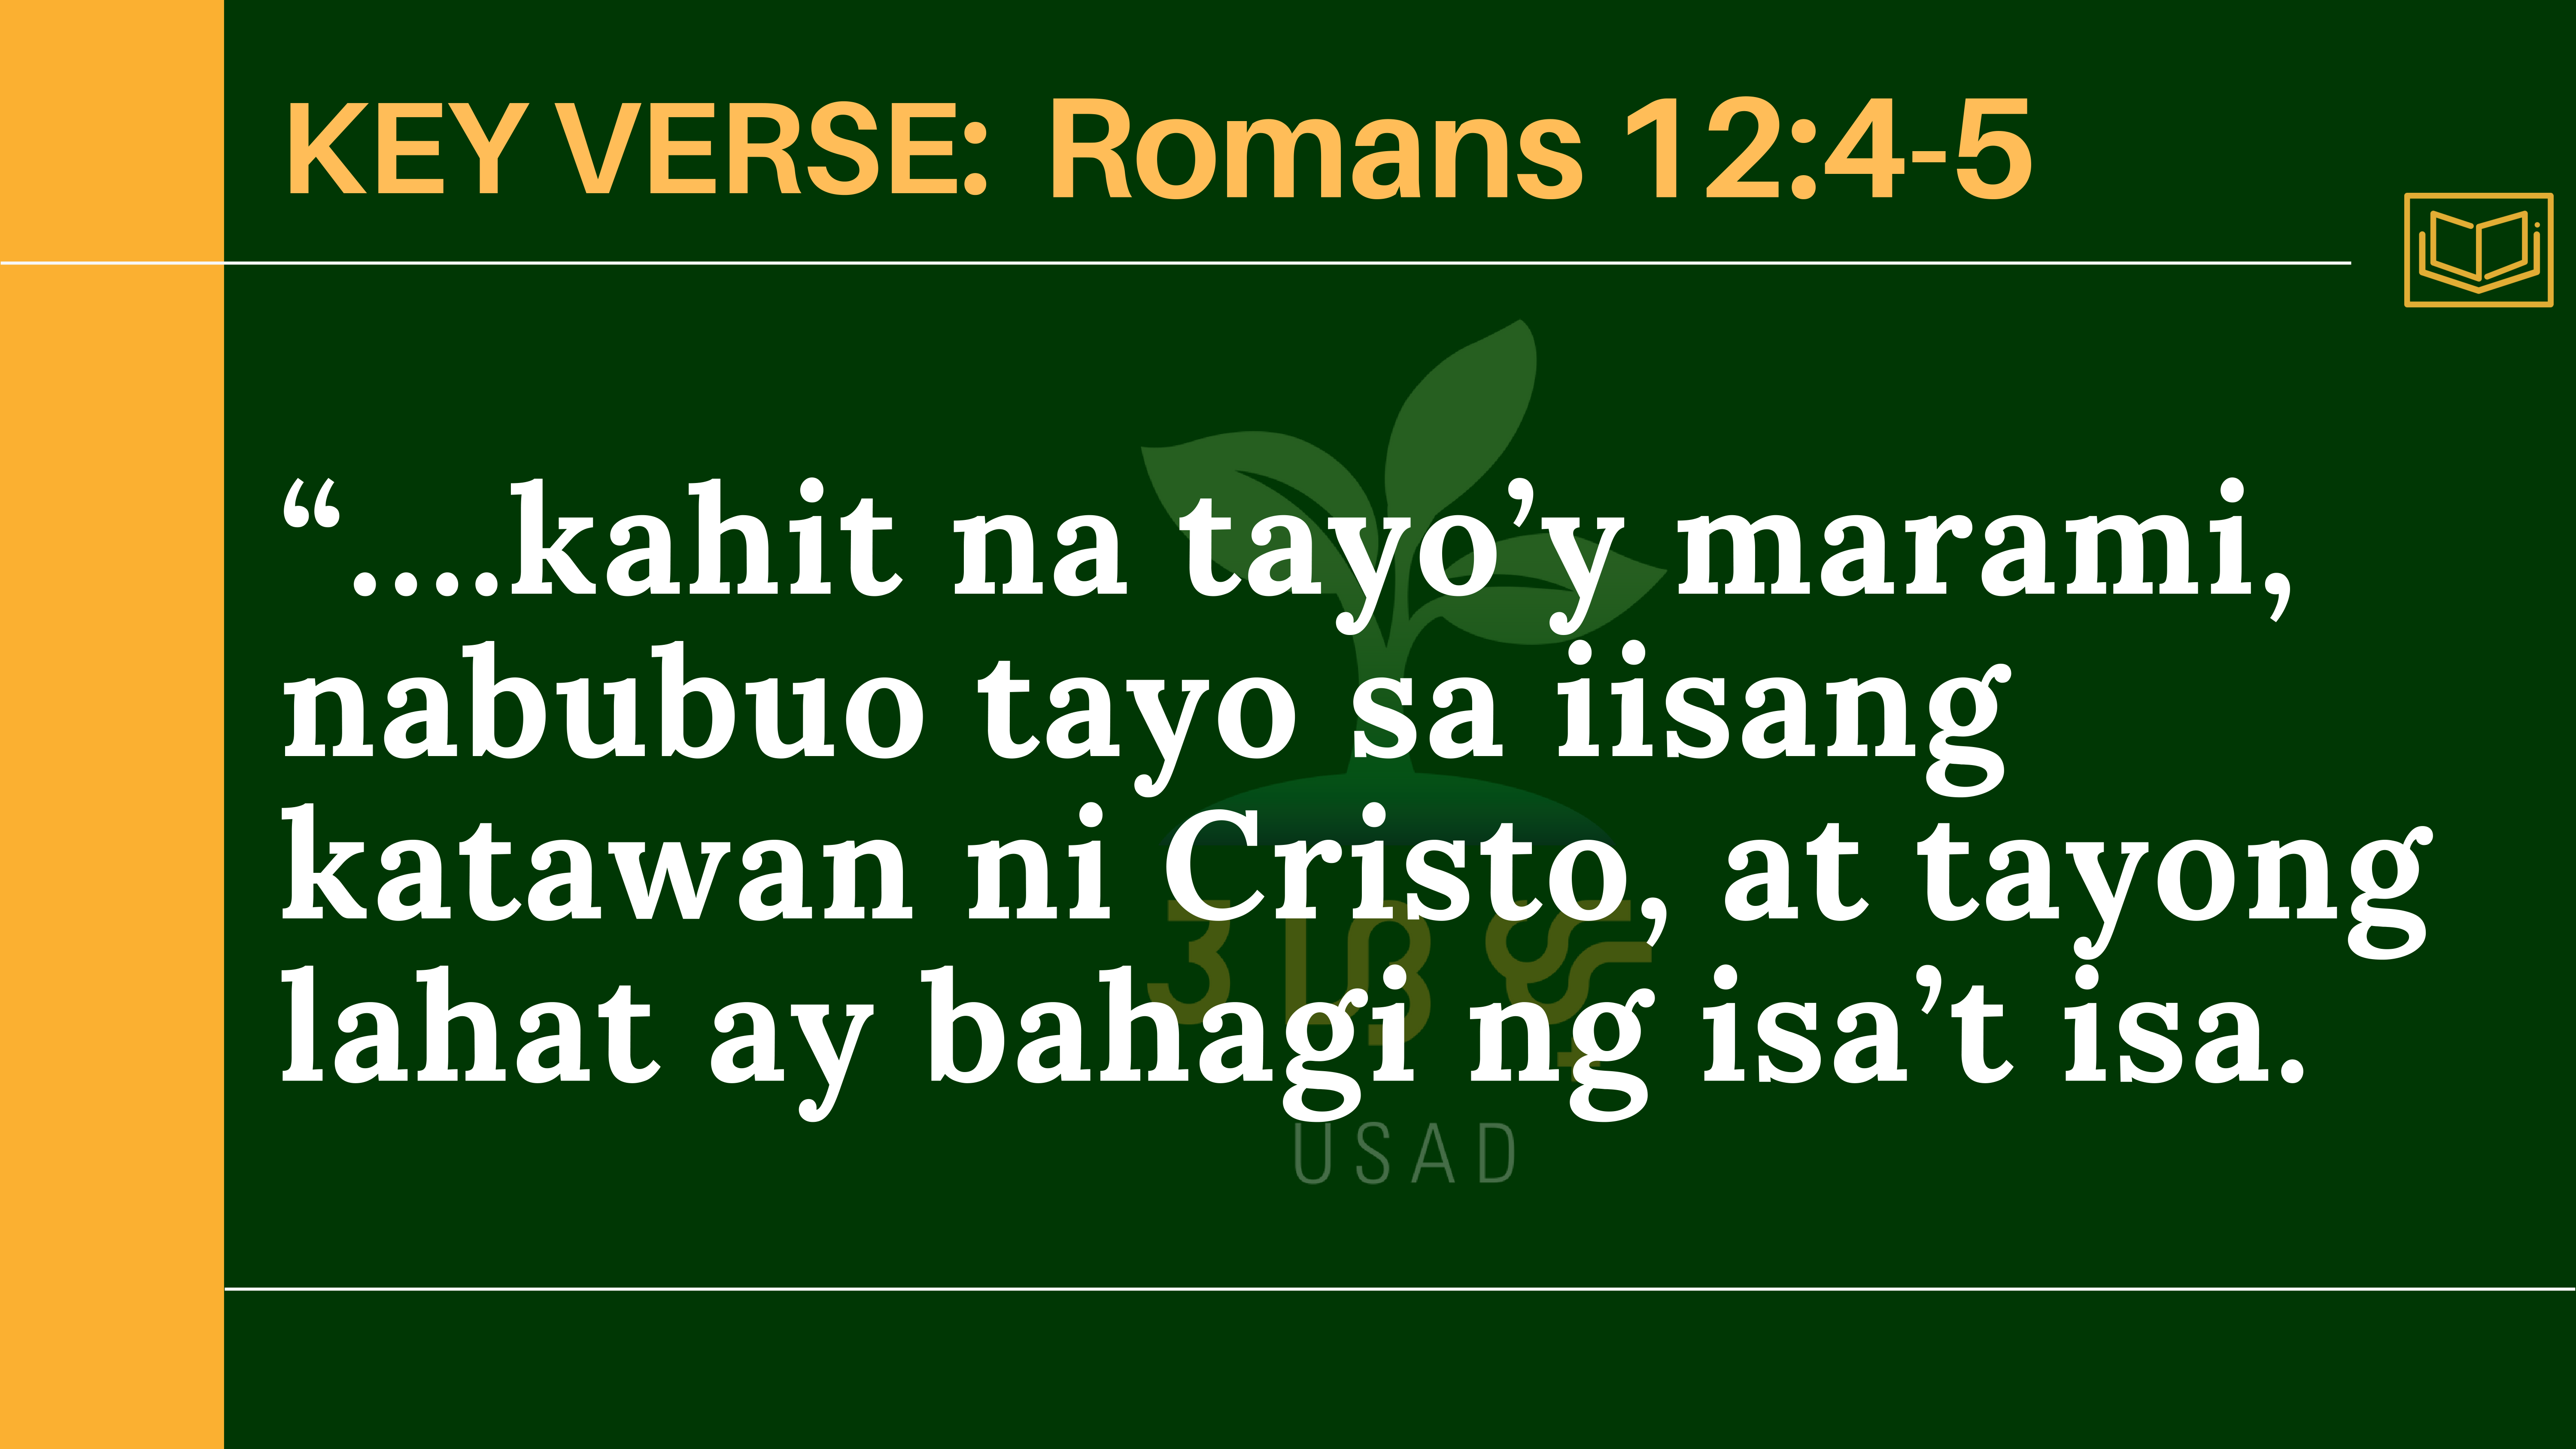 KEY VERSE: Romans 12:4-5
“....kahit na tayo’y marami,
nabubuo tayo sa iisang
katawan ni Cristo, at tayong
lahat ay bahagi ng isa’t isa.
USAD